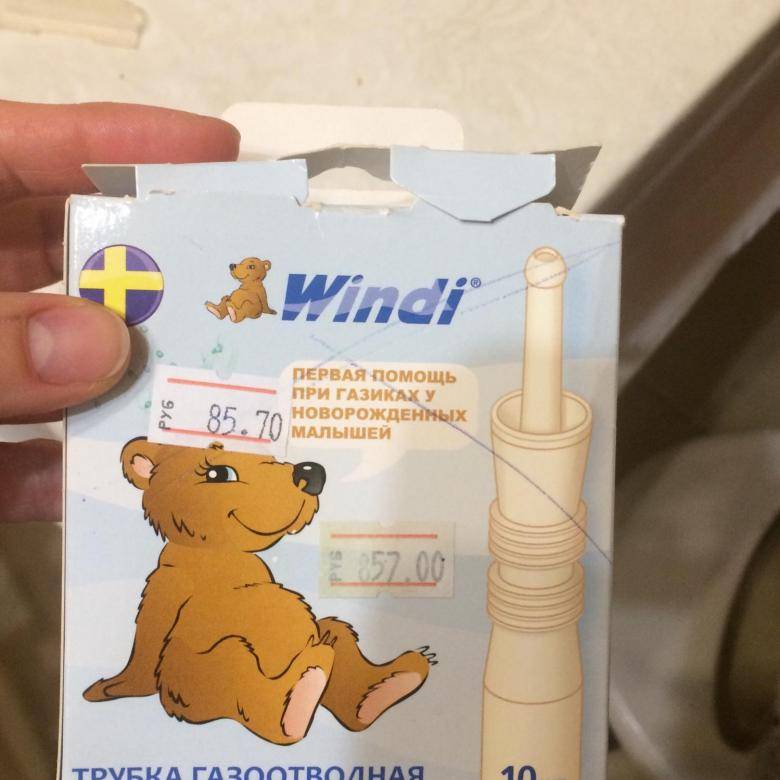 Windi®
ПЕРВАЯ ПОМОЩЬ
ПРИ ГАЗИКАХ У
НОВОРОЖДЕННЫХ
МАЛЫШЕЙ
РУБ 85.70
РУБ 857.00
ТРУБКА ГАЗООТВОДНАЯ 10